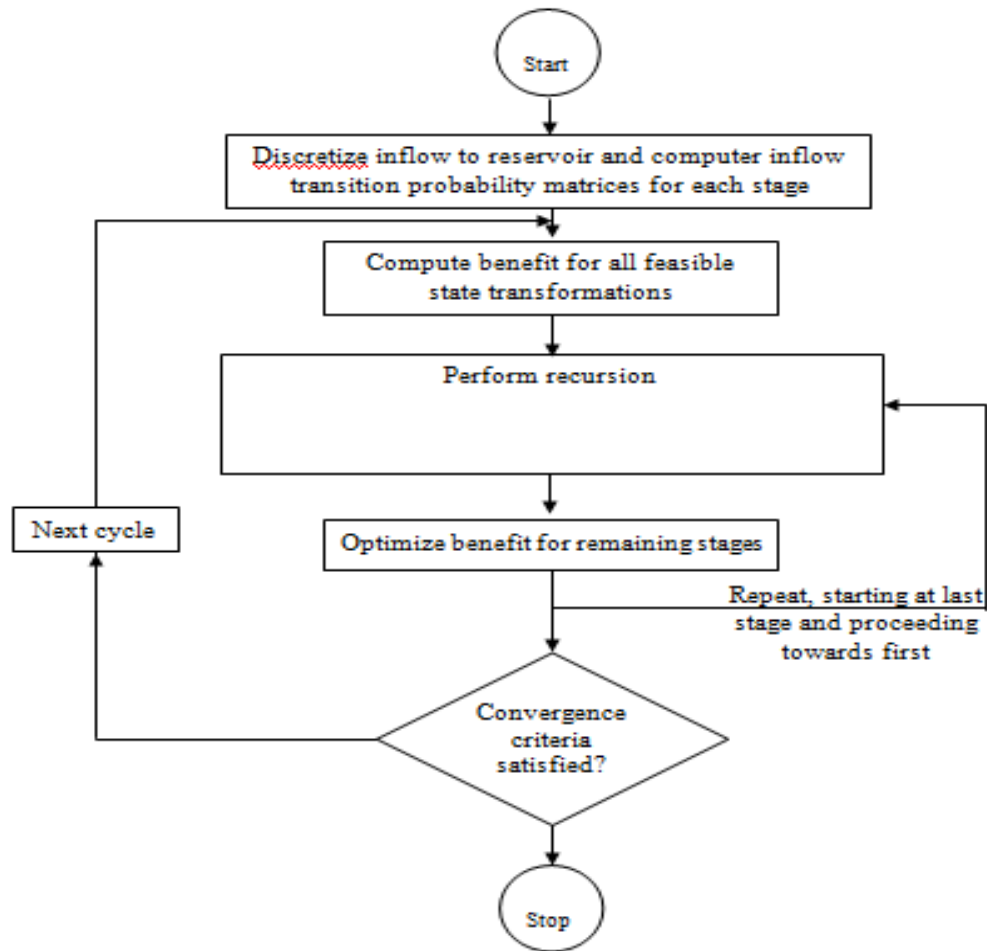 Start
Discretize inflow to reservoir and computer inflow
transition probability matrices for each stage
Compute benefit for all feasible
state transformations
Perform recursion
Next cycle
Optimize benefit for remaining stages
Repeat, starting at last
stage and proceeding
towards first
Convergence
criteria
satisfied?
Stop